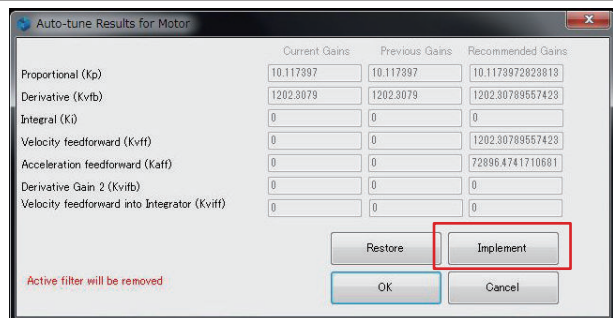 Auto-tune Results for Motor
Current Gains Previous Gains Recommended Gains
Proportional (Kp) 10.117397 10.117397 10.1173972823813
Derivative (Kvfb) 1202.3079 1202.3079 1202.30789557423
Integral (Ki) 0 0 0
Velocity feedforward (Kvff) 0 0 1202.30789557423
Acceleration feedforward (Kaff) 0 0 72896.4741710681
Derivative Gain 2 (Kvifb) 0 0 0
Velocity feedforward into Integrator (Kviff) 0 0 0
Restore Implement
Active filter will be removed OK Cancel